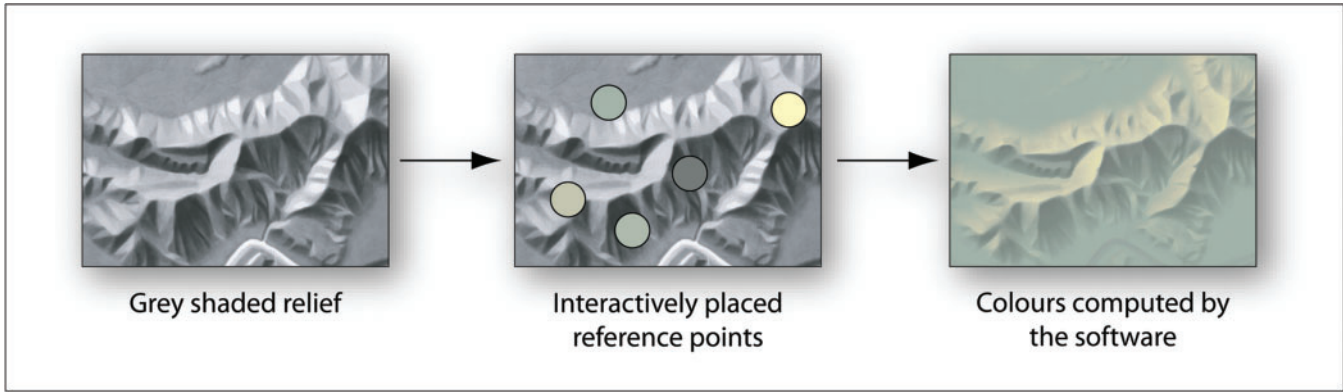 Grey shaded relief
Interactively placed
reference points
Colours computed by
the software